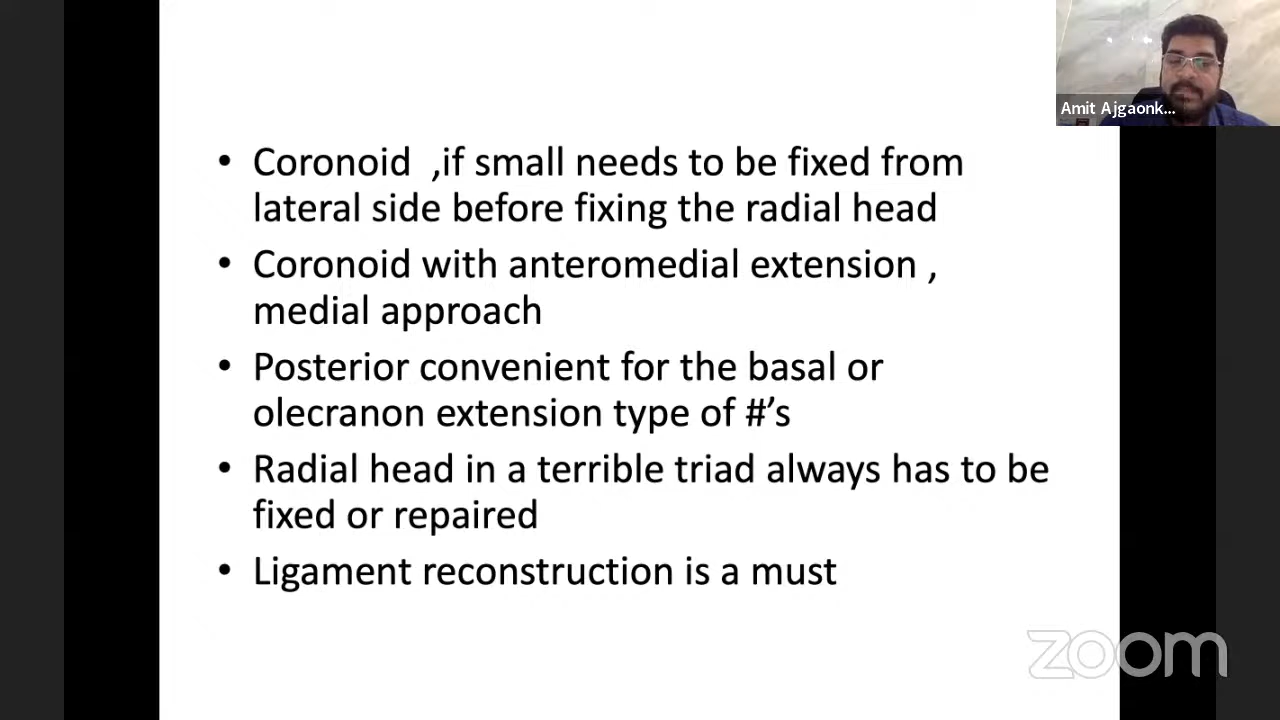 Amit Ajgaonk...
• Coronoid ,if small needs to be fixed from
lateral side before fixing the radial head
• Coronoid with anteromedial extension ,
medial approach
• Posterior convenient for the basal or
olecranon extension type of #’s
• Radial head in a terrible triad always has to be
fixed or repaired
• Ligament reconstruction is a must
zoom